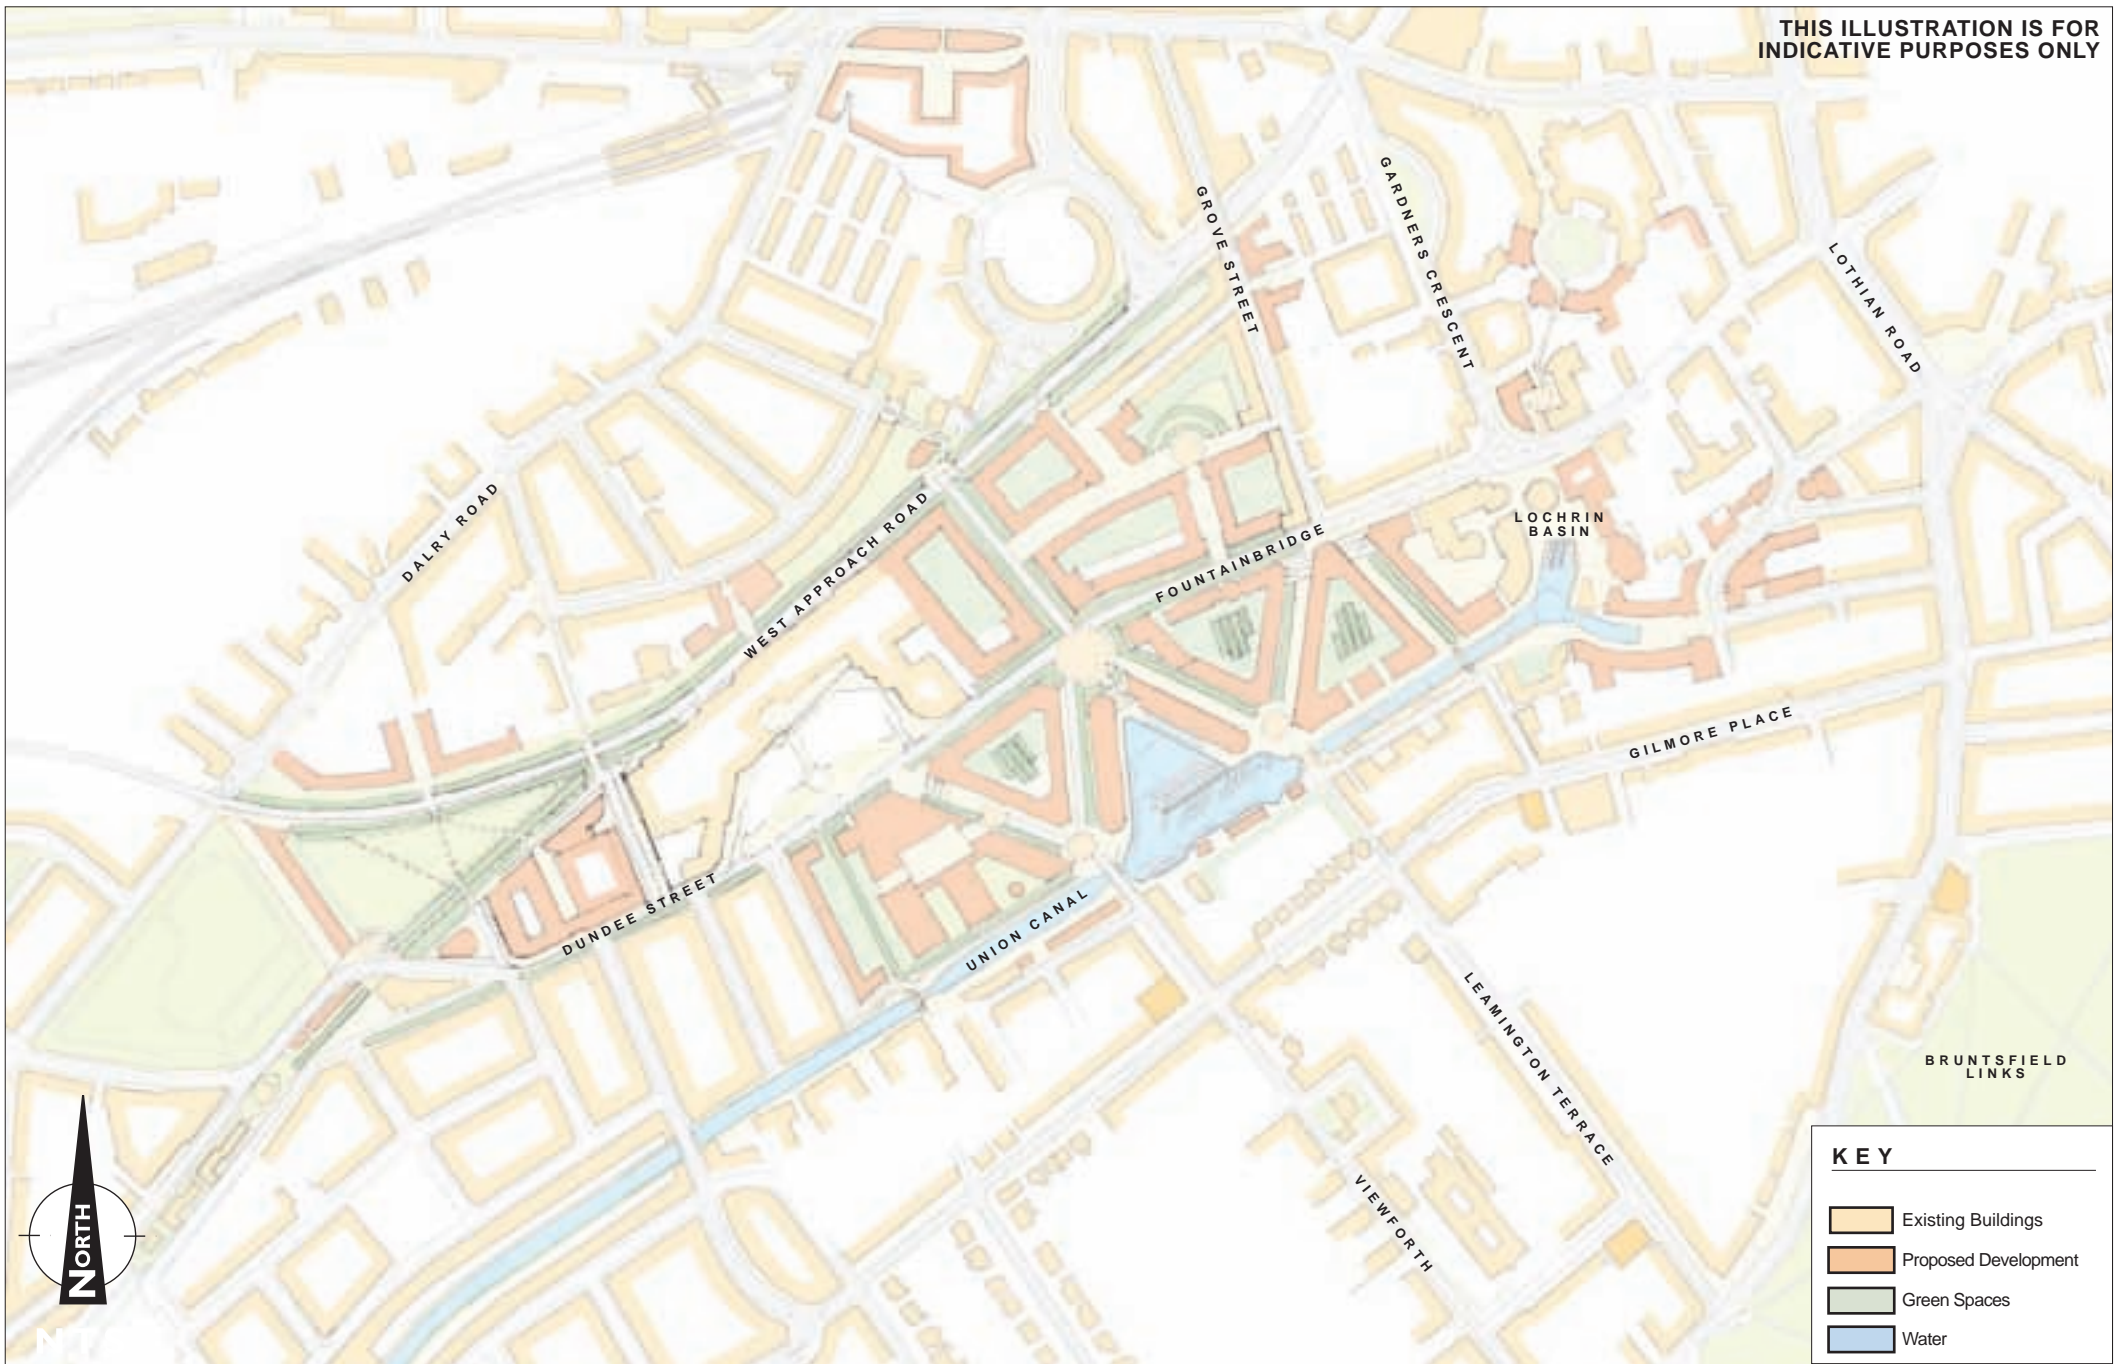 THIS ILLUSTRATION IS FOR
INDICATIVE PURPOSES ONLY
GROVE STREET
GARDNERS CRESCENT
LOTHIAN ROAD
DALRY ROAD
WEST APPROACH ROAD
FOUNTAINBRIDGE
LOCHRIN
BASIN
GILMORE PLACE
DUNDEE STREET
UNION CANAL
LEAMINGTON TERRACE
VIEWFORTH
BRUNTSFIELD
LINKS
NORTH
KEY
Existing Buildings
Proposed Development
Green Spaces
Water